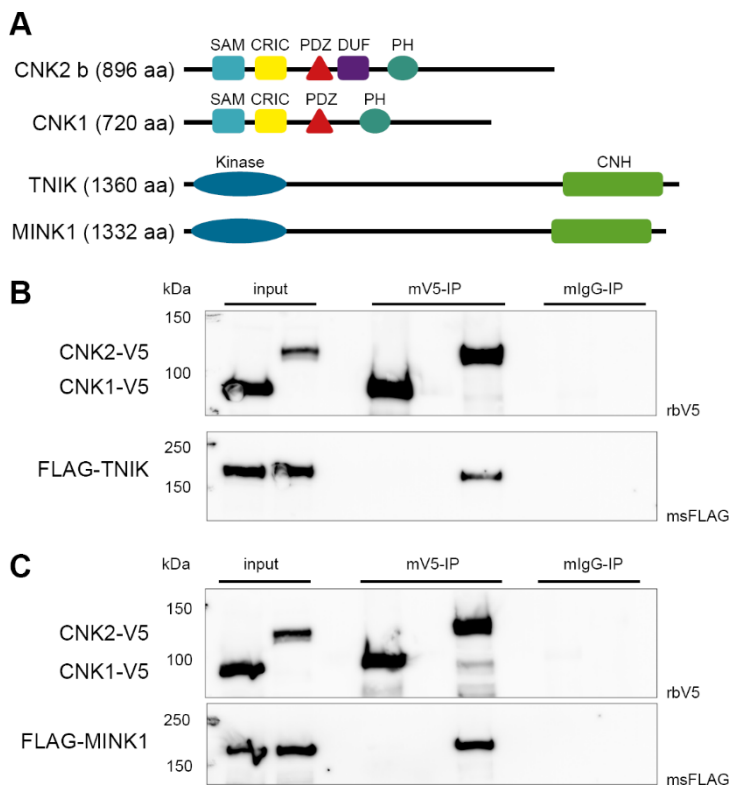 A
SAM CRIC PDZ DUF PH
CNK2 b (896 aa)
SAM CRIC PDZ PH
CNK1 (720 aa)
Kinase CNH
TNIK (1360 aa)
MINK1 (1332 aa)
B
kDa input mV5-IP mIgG-IP
150
CNK2-V5
100
CNK1-V5
rbV5
250
FLAG-TNIK
150
msFLAG
C
kDa input mV5-IP mIgG-IP
150
CNK2-V5
100
CNK1-V5
rbV5
250
FLAG-MINK1
150
msFLAG